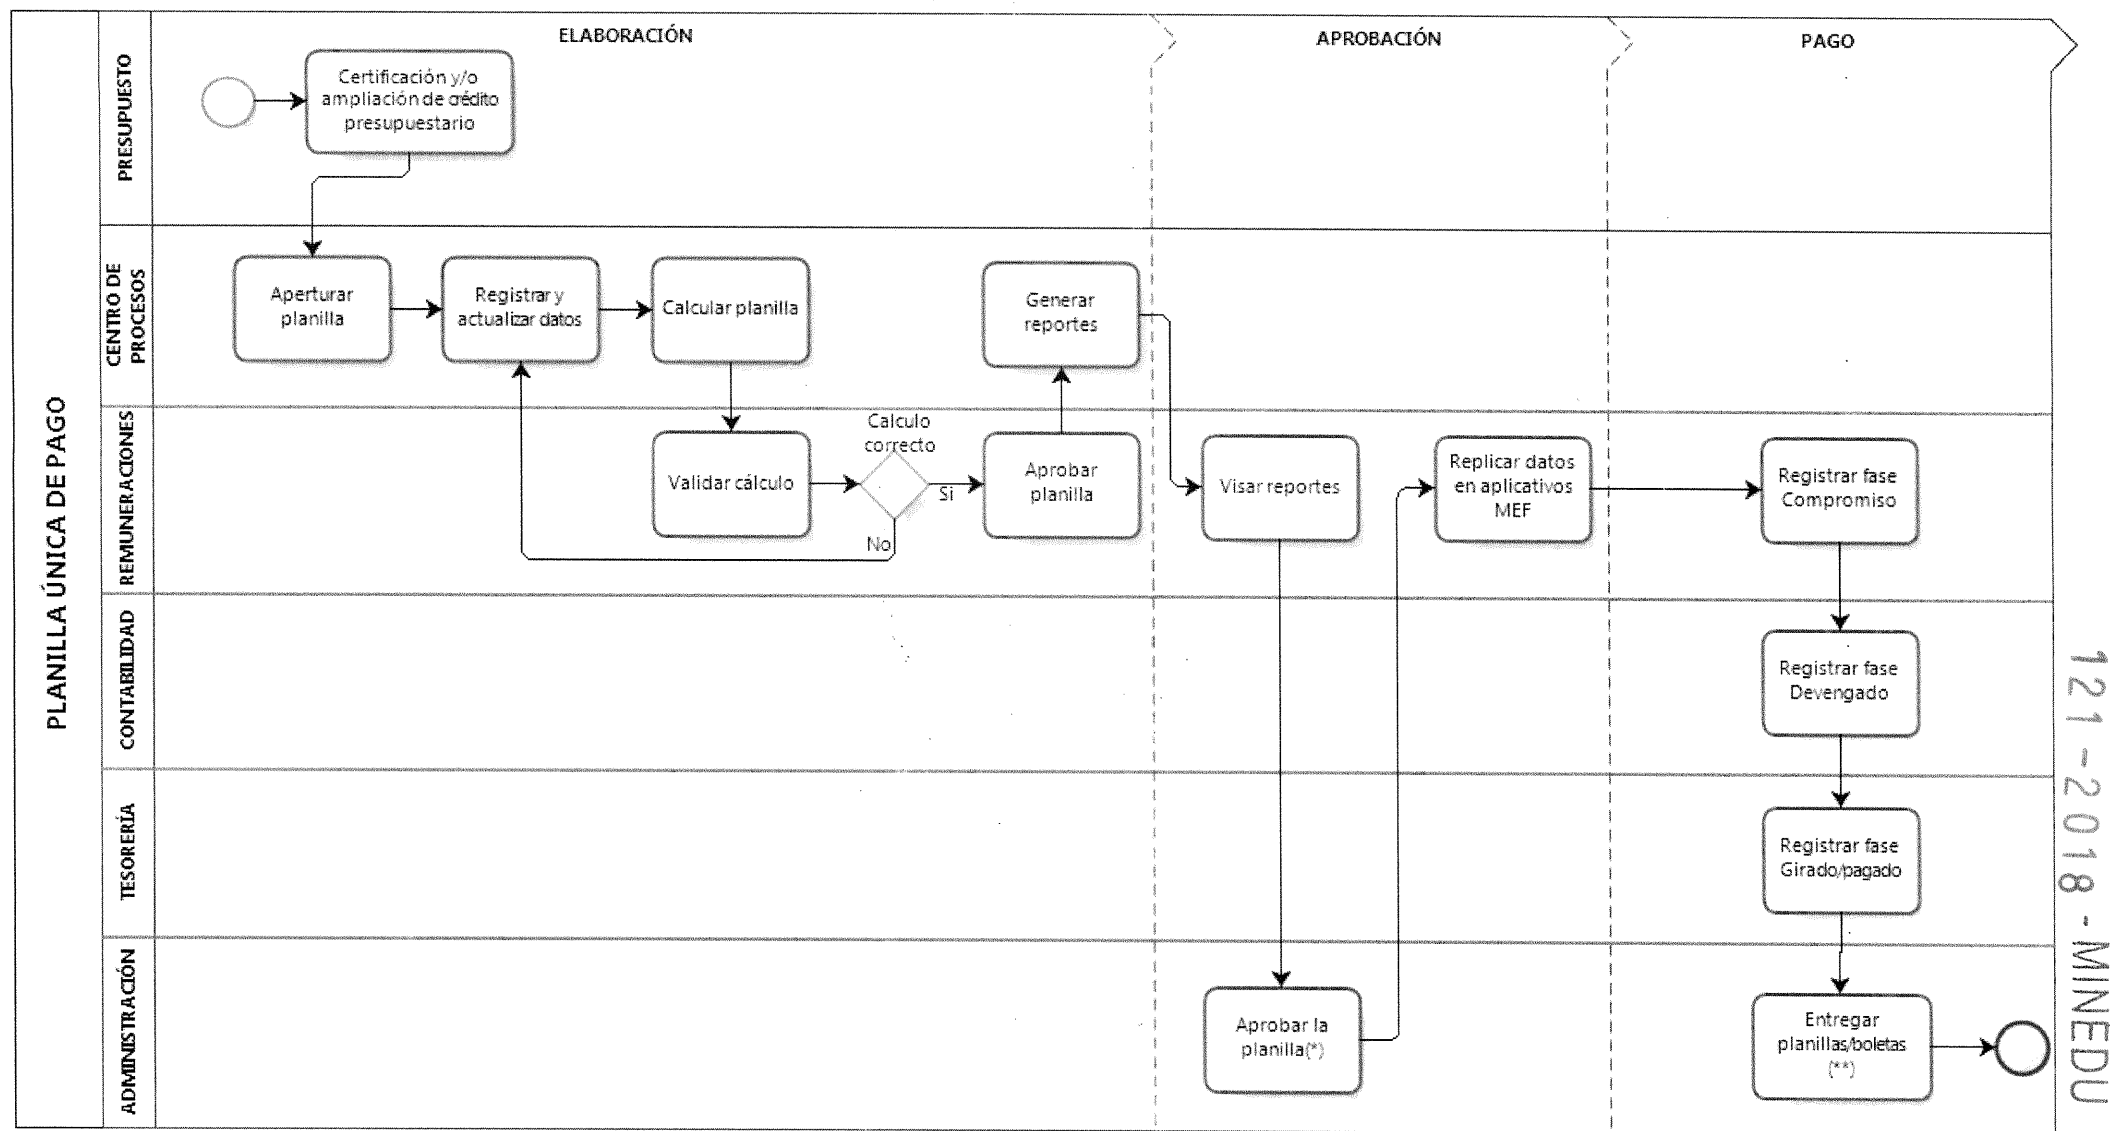 PLANILLA ÚNICA DE PAGO
ELABORACIÓN
APROBACIÓN
PAGO
PRESUPUESTO
Certificación y/o
ampliación de crédito
presupuestario
CENTRO DE
PROCESOS
Aperturar
planilla
Registrar y
actualizar datos
Calcular planilla
Generar
reportes
REMUNERACIONES
Validar cálculo
Calculo
correcto
Si
No
Aprobar
planilla
Visar reportes
Replicar datos
en aplicativos
MEF
Registrar fase
Compromiso
CONTABILIDAD
Registrar fase
Devengado
TESORERÍA
Registrar fase
Girado/pagado
ADMINISTRACIÓN
Aprobar la
planilla(*)
Entregar
planillas/boletas
(**)
121-2018-MINEDU